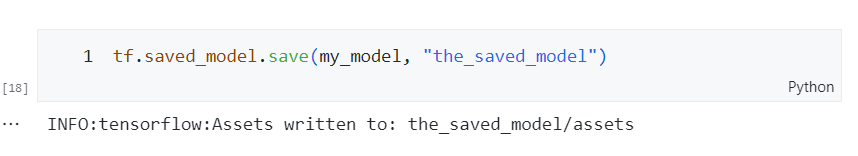 1 tf.saved_model.save(my_model, "the_saved_model")
[18]
Python
... INFO:tensorflow:Assets written to: the_saved_model/assets